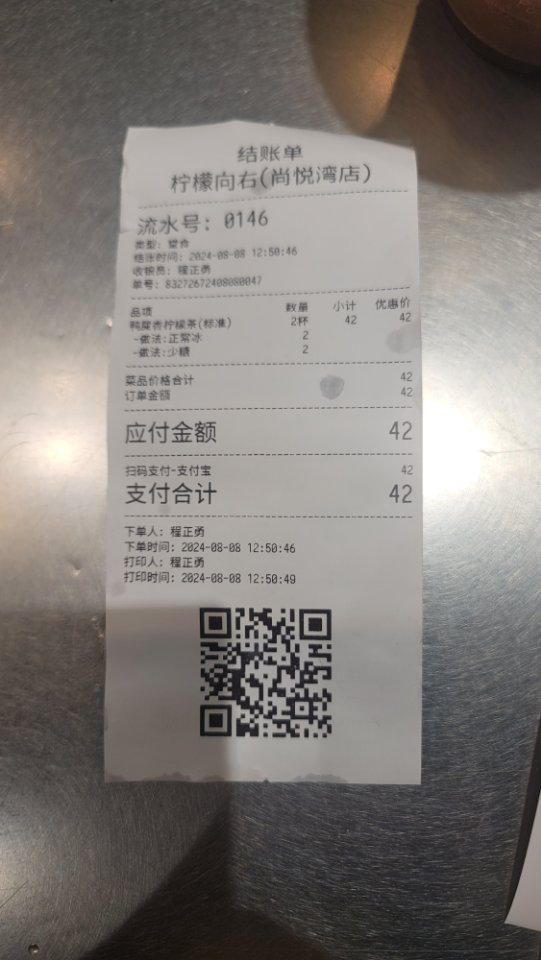 结账单
柠檬向右(尚悦湾店)
流水号: 0146
类型: 堂食
结账时间: 2024-08-08 12:50:46
收银员: 程正勇
单号: 83272672408080047
品项 数量 小计 优惠价
鸭屎香柠檬茶(标准) 2杯 42 42
-做法:正常冰 2
-做法:少糖 2
菜品价格合计 42
订单金额 42
应付金额 42
扫码支付-支付宝 42
支付合计 42
下单人: 程正勇
下单时间: 2024-08-08 12:50:46
打印人: 程正勇
打印时间: 2024-08-08 12:50:49